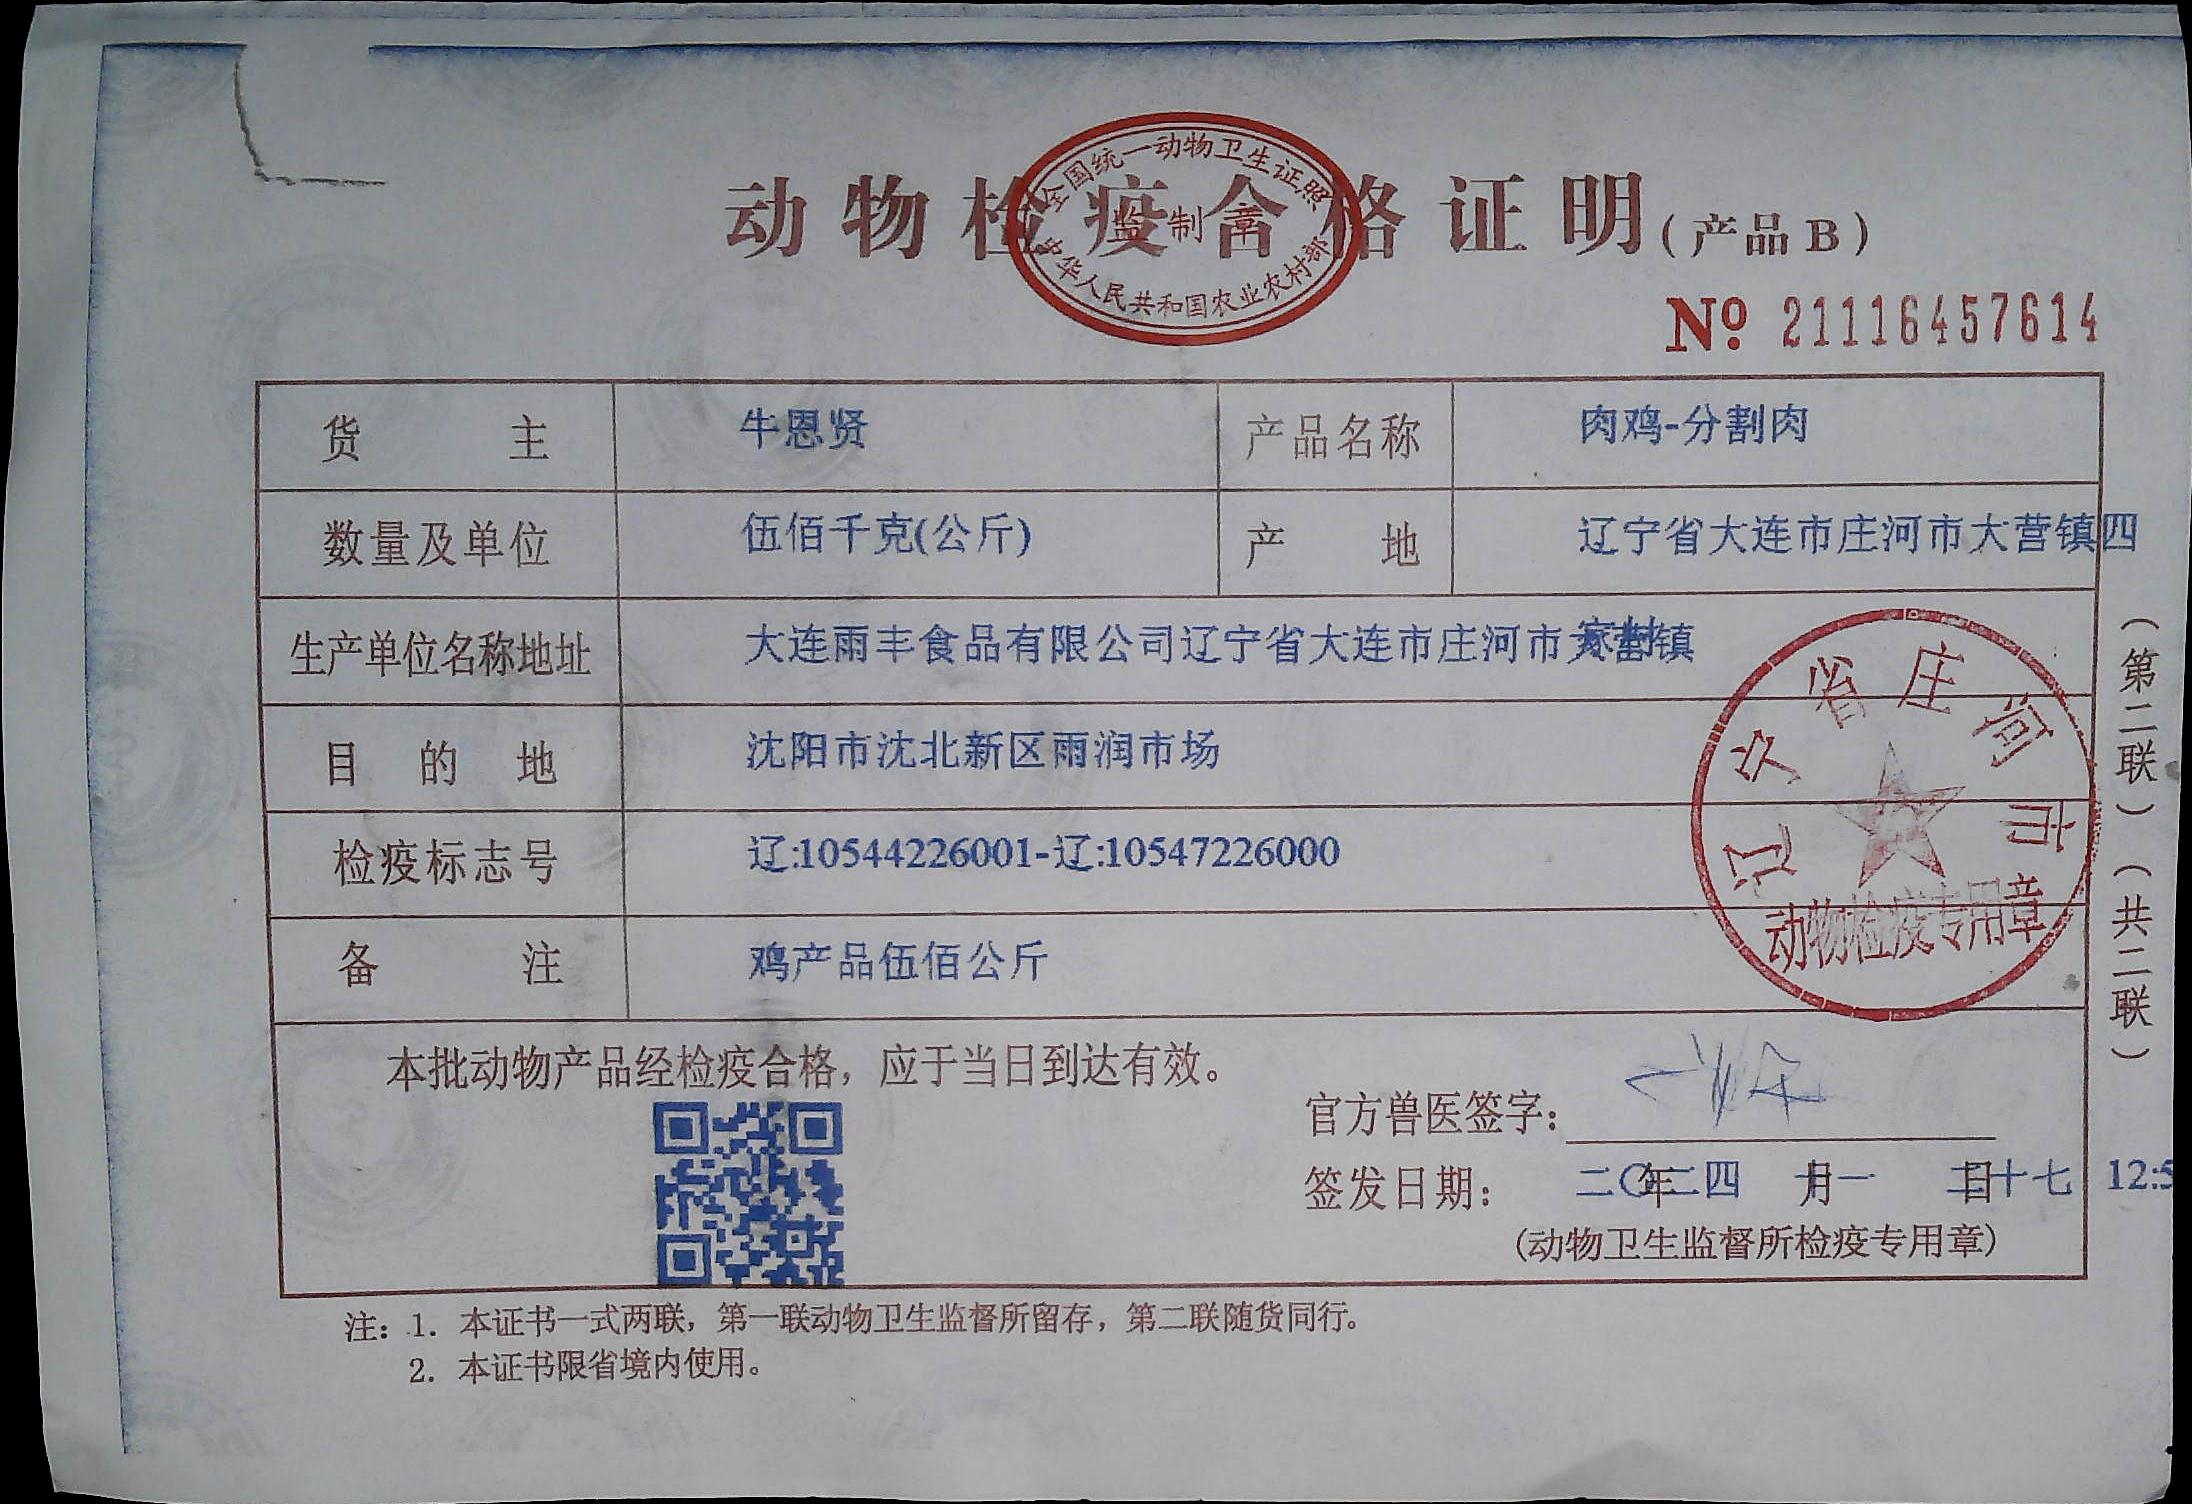 动物检疫合格证明(产品B)
全国统一动物卫生证照
监制章
中华人民共和国农业农村部
№ 21116457614
货主 牛恩贤 产品名称 肉鸡-分割肉
数量及单位 伍佰千克(公斤) 产地 辽宁省大连市庄河市大营镇四
生产单位名称地址 大连雨丰食品有限公司辽宁省大连市庄河市大营镇
目的地 沈阳市沈北新区雨润市场
检疫标志号 辽:10544226001-辽:10547226000
备注 鸡产品伍佰公斤
辽宁省庄河市
动物检疫专用章
(第二联)(共二联)
本批动物产品经检疫合格，应于当日到达有效。
官方兽医签字:
签发日期: 二〇二四年 十一月 二十七日 12:5
(动物卫生监督所检疫专用章)
注: 1. 本证书一式两联，第一联动物卫生监督所留存，第二联随货同行。
2. 本证书限省境内使用。